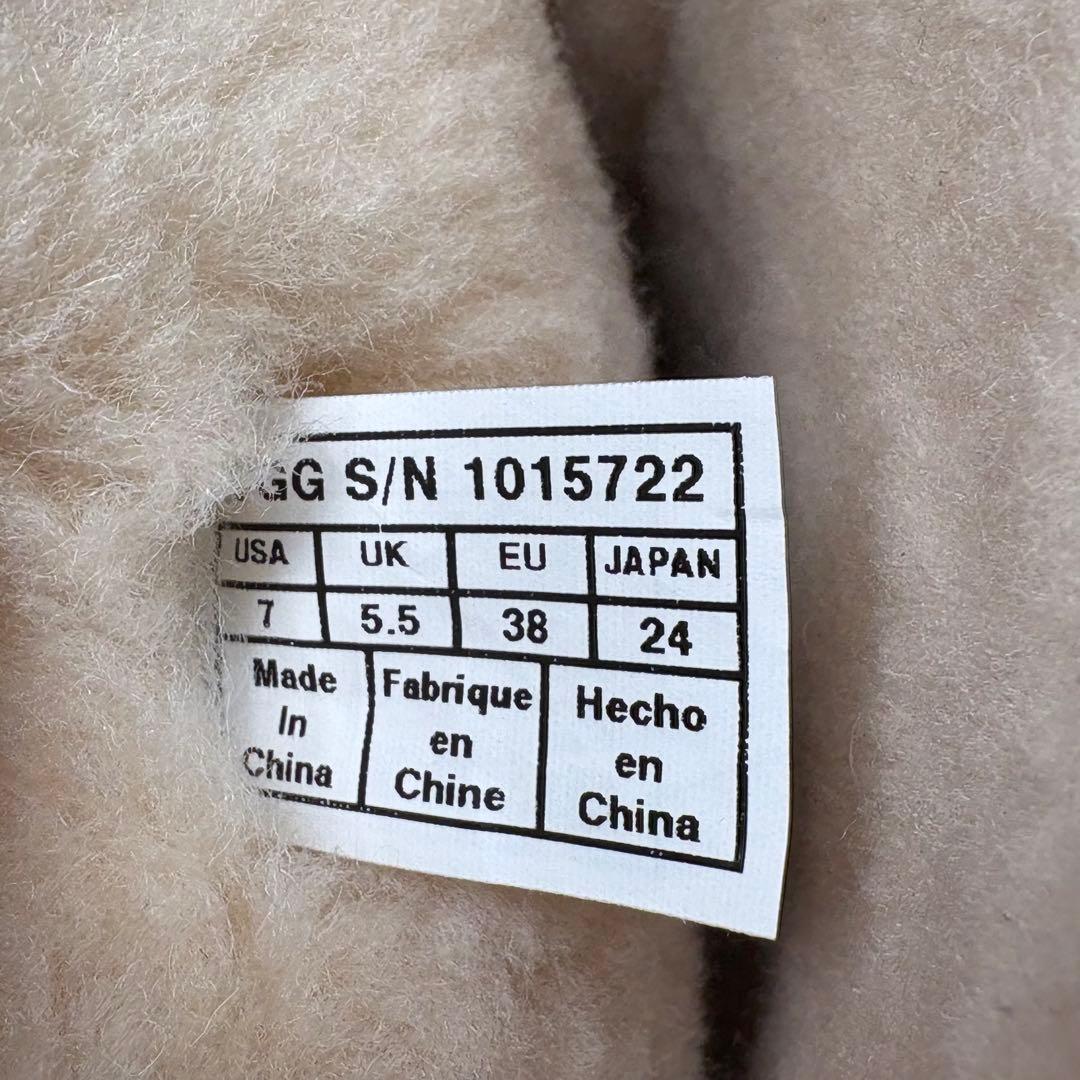 UGG S/N 1015722
USA UK EU JAPAN
7 5.5 38 24
Made
In
China
Fabrique
en
Chine
Hecho
en
China